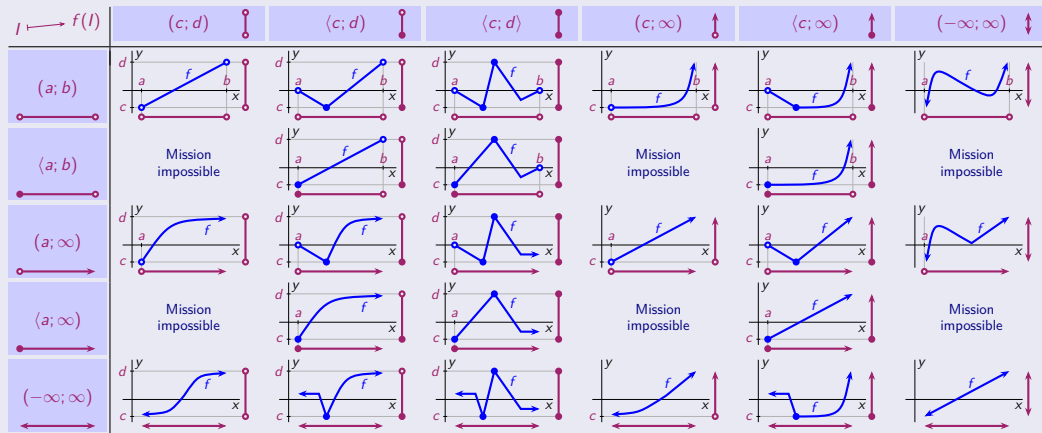 I ↦ f(I) (c; d) ⟨c; d) ⟨c; d⟩ (c; ∞) ⟨c; ∞) (−∞; ∞)
(a; b)
y d a f b x c
y a f b x
y a f b x
y a f b x
y a f b x
y x
⟨a; b)
Mission impossible
y d a f b x c
y a f b x
Mission impossible
y a f b x c
Mission impossible
(a; ∞)
y d a f x c
y a f x
y a f x
y a f x
y a f x
y a f x
⟨a; ∞)
Mission impossible
y d a f x c
y a f x
Mission impossible
y a f x c
Mission impossible
(−∞; ∞)
y d f x c
y f x
y f x
y f x c
y f x
y f x